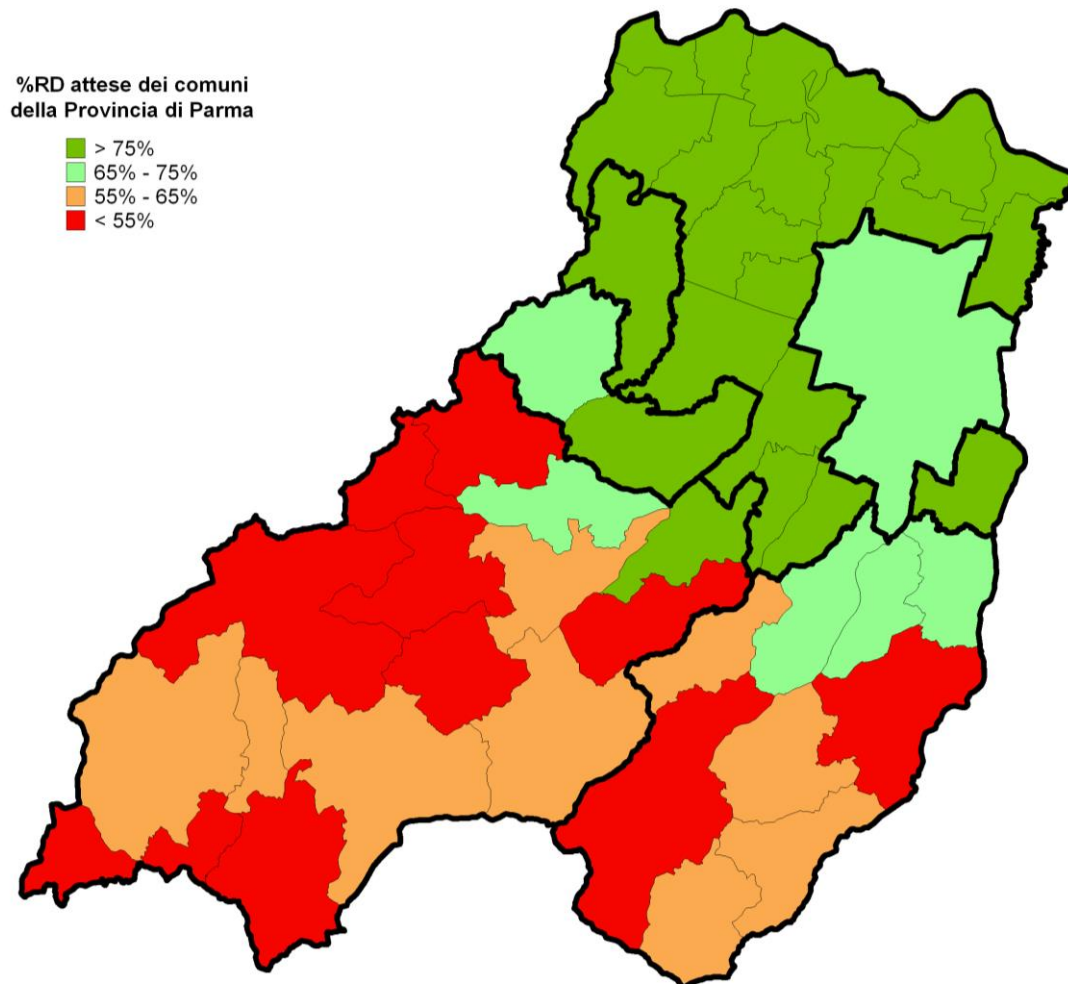 %RD attese dei comuni
della Provincia di Parma
> 75%
65% - 75%
55% - 65%
< 55%